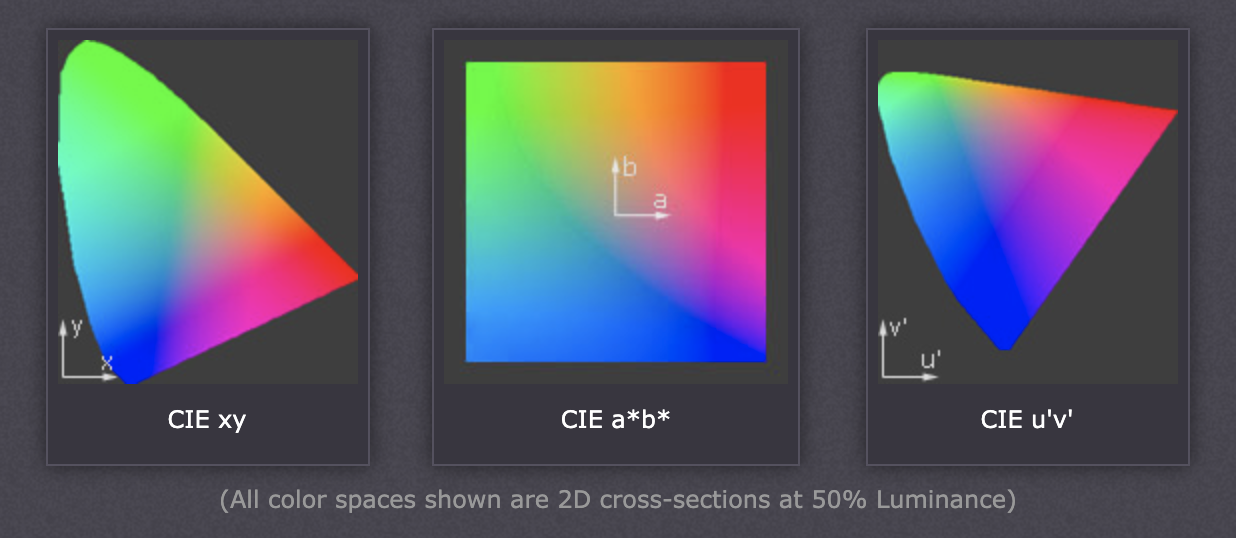 y
x
CIE xy
b
a
CIE a*b*
v'
u'
CIE u'v'
(All color spaces shown are 2D cross-sections at 50% Luminance)